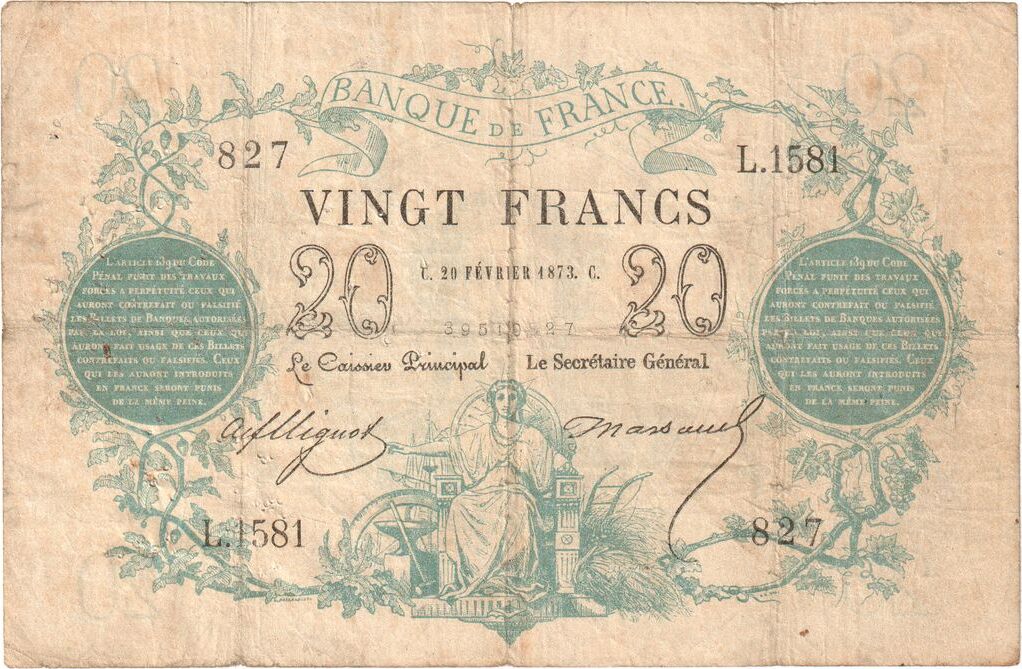 BANQUE DE FRANCE.
827
L.1581
VINGT FRANCS
20
C. 20 FÉVRIER 1873. C.
20
Le Caissier Principal
Le Secrétaire Général
L'ARTICLE 139 DU CODE
PÉNAL PUNIT DES TRAVAUX
FORCÉS A PERPÉTUITÉ CEUX QUI
AURONT CONTREFAIT OU FALSIFIÉ
LES BILLETS DE BANQUES AUTORISÉES
PAR LA LOI, AINSI QUE CEUX QUI
AURONT FAIT USAGE DE CES BILLETS
CONTREFAITS OU FALSIFIÉS. CEUX
QUI LES AURONT INTRODUITS
EN FRANCE SERONT PUNIS
DE LA MÊME PEINE.
L'ARTICLE 139 DU CODE
PÉNAL PUNIT DES TRAVAUX
FORCÉS A PERPÉTUITÉ CEUX QUI
AURONT CONTREFAIT OU FALSIFIÉ
LES BILLETS DE BANQUES AUTORISÉES
PAR LA LOI, AINSI QUE CEUX QUI
AURONT FAIT USAGE DE CES BILLETS
CONTREFAITS OU FALSIFIÉS. CEUX
QUI LES AURONT INTRODUITS
EN FRANCE SERONT PUNIS
DE LA MÊME PEINE.
L.1581
827